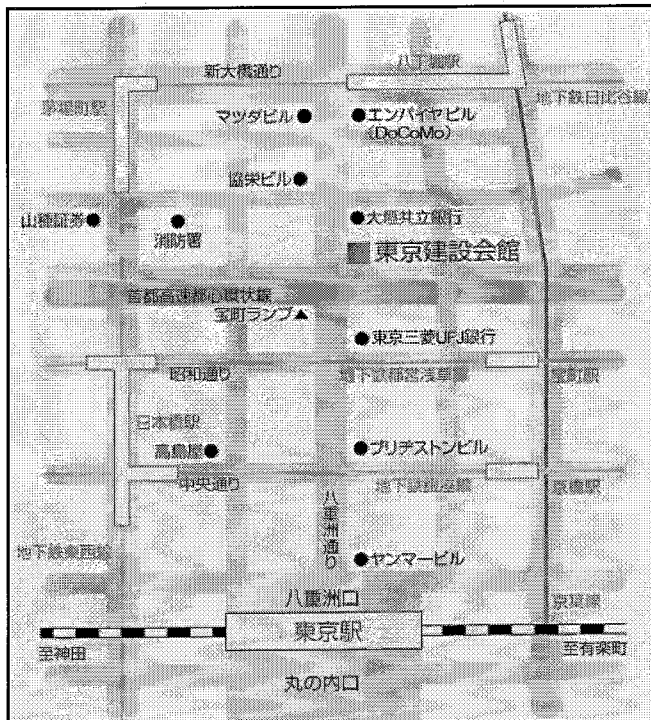 新大橋通り
八丁堀駅
茅場町駅
地下鉄日比谷線
マツダビル
エンパイヤビル
(DoCoMo)
協栄ビル
山種証券
消防署
大垣共立銀行
東京建設会館
首都高速都心環状線
宝町ランプ
東京三菱UFJ銀行
昭和通り
地下鉄都営浅草線
宝町駅
日本橋駅
高島屋
ブリヂストンビル
中央通り
地下鉄銀座線
京橋駅
八重洲通り
地下鉄東西線
ヤンマービル
八重洲口
京葉線
東京駅
至神田
至有楽町
丸の内口